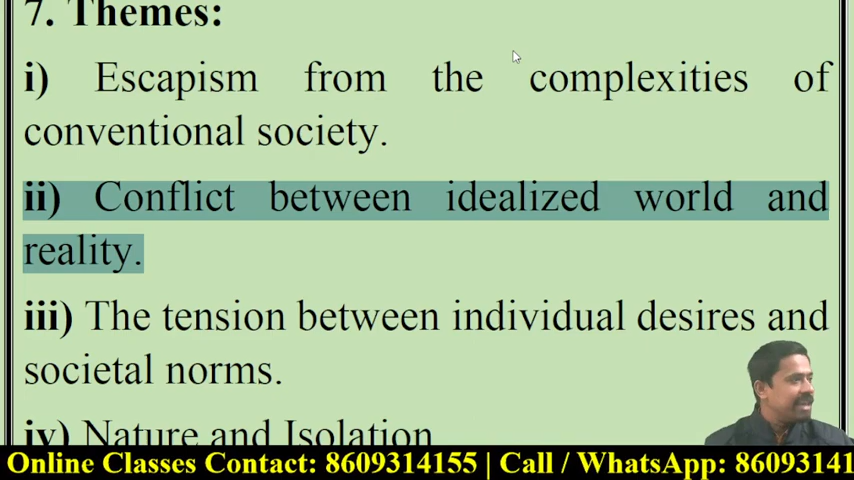 7. Themes:
i) Escapism from the complexities of
conventional society.
ii) Conflict between idealized world and
reality.
iii) The tension between individual desires and
societal norms.
iv) Nature and Isolation
Online Classes Contact: 8609314155 | Call / WhatsApp: 86093141